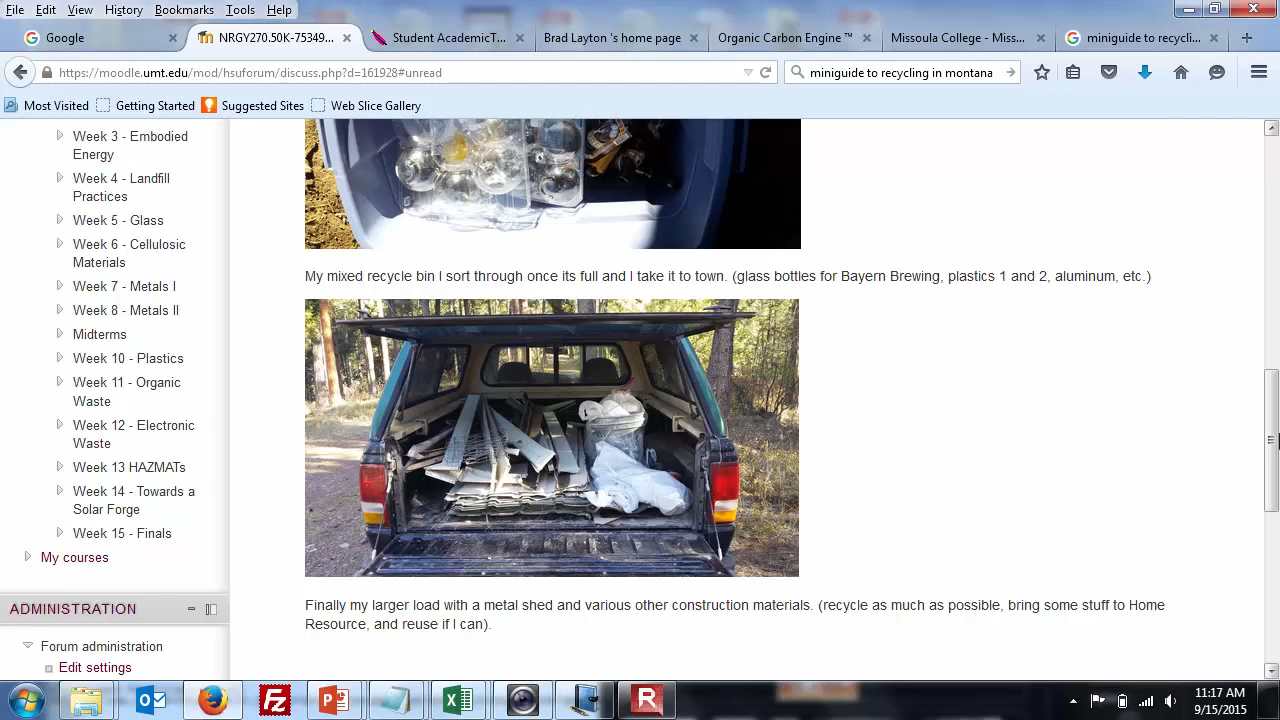 File Edit View History Bookmarks Tools Help
Google
NRGY270.50K-75349...
Student AcademicT...
Brad Layton 's home page
Organic Carbon Engine ™
Missoula College - Miss...
miniguide to recycli...
https://moodle.umt.edu/mod/hsuforum/discuss.php?d=161928#unread
miniguide to recycling in montana
Most Visited Getting Started Suggested Sites Web Slice Gallery
Week 3 - Embodied
Energy
Week 4 - Landfill
Practices
Week 5 - Glass
Week 6 - Cellulosic
Materials
Week 7 - Metals I
Week 8 - Metals II
Midterms
Week 10 - Plastics
Week 11 - Organic
Waste
Week 12 - Electronic
Waste
Week 13 HAZMATs
Week 14 - Towards a
Solar Forge
Week 15 - Finals
My courses
ADMINISTRATION
Forum administration
Edit settings
My mixed recycle bin I sort through once its full and I take it to town. (glass bottles for Bayern Brewing, plastics 1 and 2, aluminum, etc.)
Finally my larger load with a metal shed and various other construction materials. (recycle as much as possible, bring some stuff to Home
Resource, and reuse if I can).
11:17 AM
9/15/2015